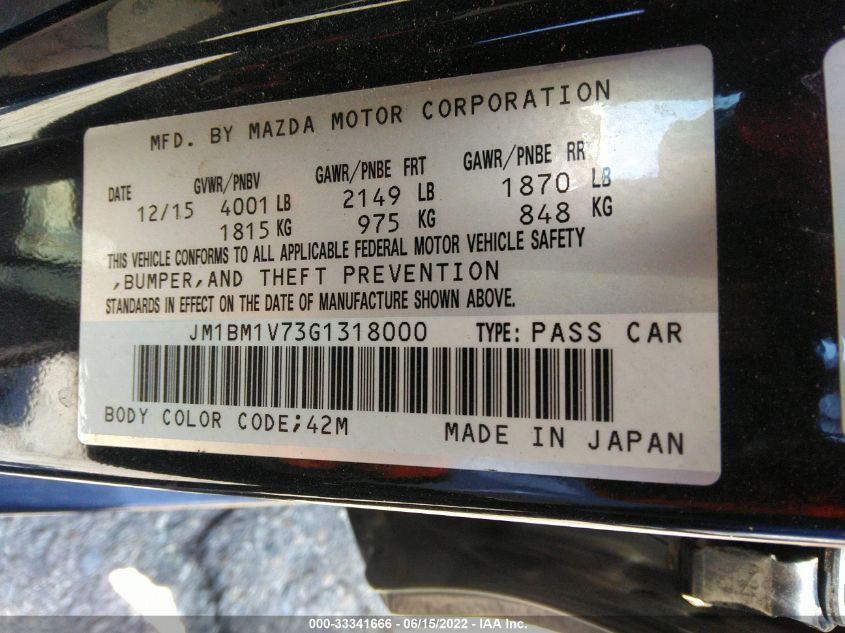 MFD. BY MAZDA MOTOR CORPORATION
DATE GVWR/PNBV GAWR/PNBE FRT GAWR/PNBE RR
12/15 4001 LB 2149 LB 1870 LB
1815 KG 975 KG 848 KG
THIS VEHICLE CONFORMS TO ALL APPLICABLE FEDERAL MOTOR VEHICLE SAFETY
,BUMPER,AND THEFT PREVENTION
STANDARDS IN EFFECT ON THE DATE OF MANUFACTURE SHOWN ABOVE.
JM1BM1V73G1318000 TYPE: PASS CAR
BODY COLOR CODE;42M
MADE IN JAPAN
000-33341666 - 06/15/2022 - IAA Inc.